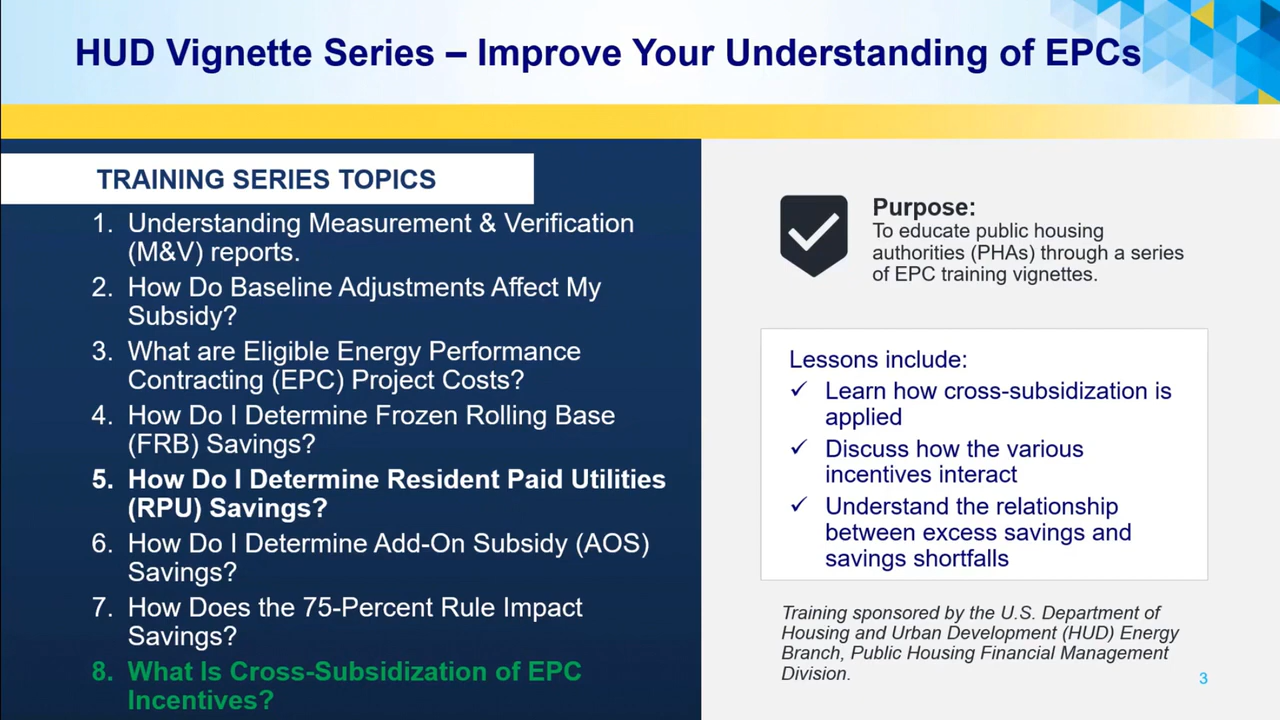 HUD Vignette Series – Improve Your Understanding of EPCs
TRAINING SERIES TOPICS
1. Understanding Measurement & Verification
(M&V) reports.
2. How Do Baseline Adjustments Affect My
Subsidy?
3. What are Eligible Energy Performance
Contracting (EPC) Project Costs?
4. How Do I Determine Frozen Rolling Base
(FRB) Savings?
5. How Do I Determine Resident Paid Utilities
(RPU) Savings?
6. How Do I Determine Add-On Subsidy (AOS)
Savings?
7. How Does the 75-Percent Rule Impact
Savings?
8. What Is Cross-Subsidization of EPC
Incentives?
Purpose:
To educate public housing
authorities (PHAs) through a series
of EPC training vignettes.
Lessons include:
✓ Learn how cross-subsidization is
applied
✓ Discuss how the various
incentives interact
✓ Understand the relationship
between excess savings and
savings shortfalls
Training sponsored by the U.S. Department of
Housing and Urban Development (HUD) Energy
Branch, Public Housing Financial Management
Division.
3